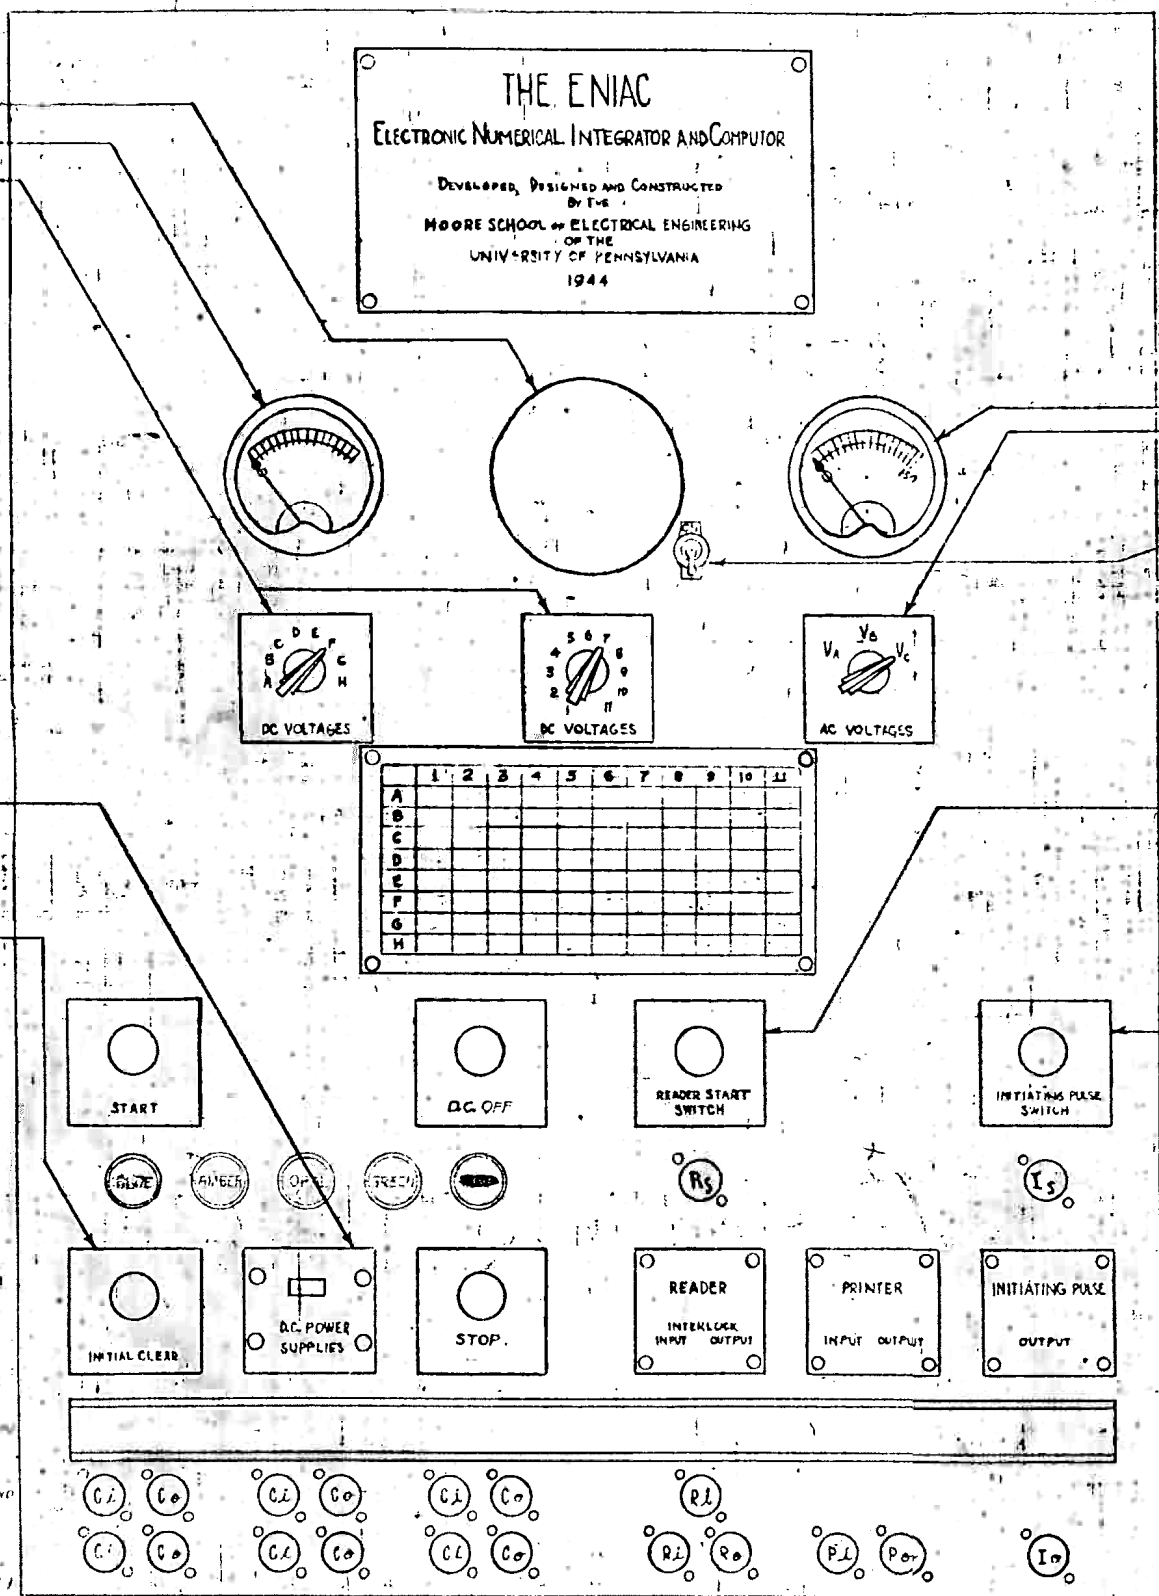 THE ENIAC
ELECTRONIC NUMERICAL INTEGRATOR AND COMPUTOR
DEVELOPED, DESIGNED AND CONSTRUCTED
BY THE
MOORE SCHOOL OF ELECTRICAL ENGINEERING
OF THE
UNIVERSITY OF PENNSYLVANIA
1944
A B C D E F G H
DC VOLTAGES
1 2 3 4 5 6 7 8 9 10 11
DC VOLTAGES
VA VB VC
AC VOLTAGES
1 2 3 4 5 6 7 8 9 10 11
A
B
C
D
E
F
G
H
START
D.C. OFF
READER START
SWITCH
INITIATING PULSE
SWITCH
AMBER OPAL GREEN
Rs
Is
INITIAL CLEAR
D.C. POWER
SUPPLIES
STOP.
READER
INTERLOCK
INPUT OUTPUT
PRINTER
INPUT OUTPUT
INITIATING PULSE
OUTPUT
Ci Co Ci Co Ci Co Rl
Ci Co Ci Co Ci Co Ri Ro Pi Io